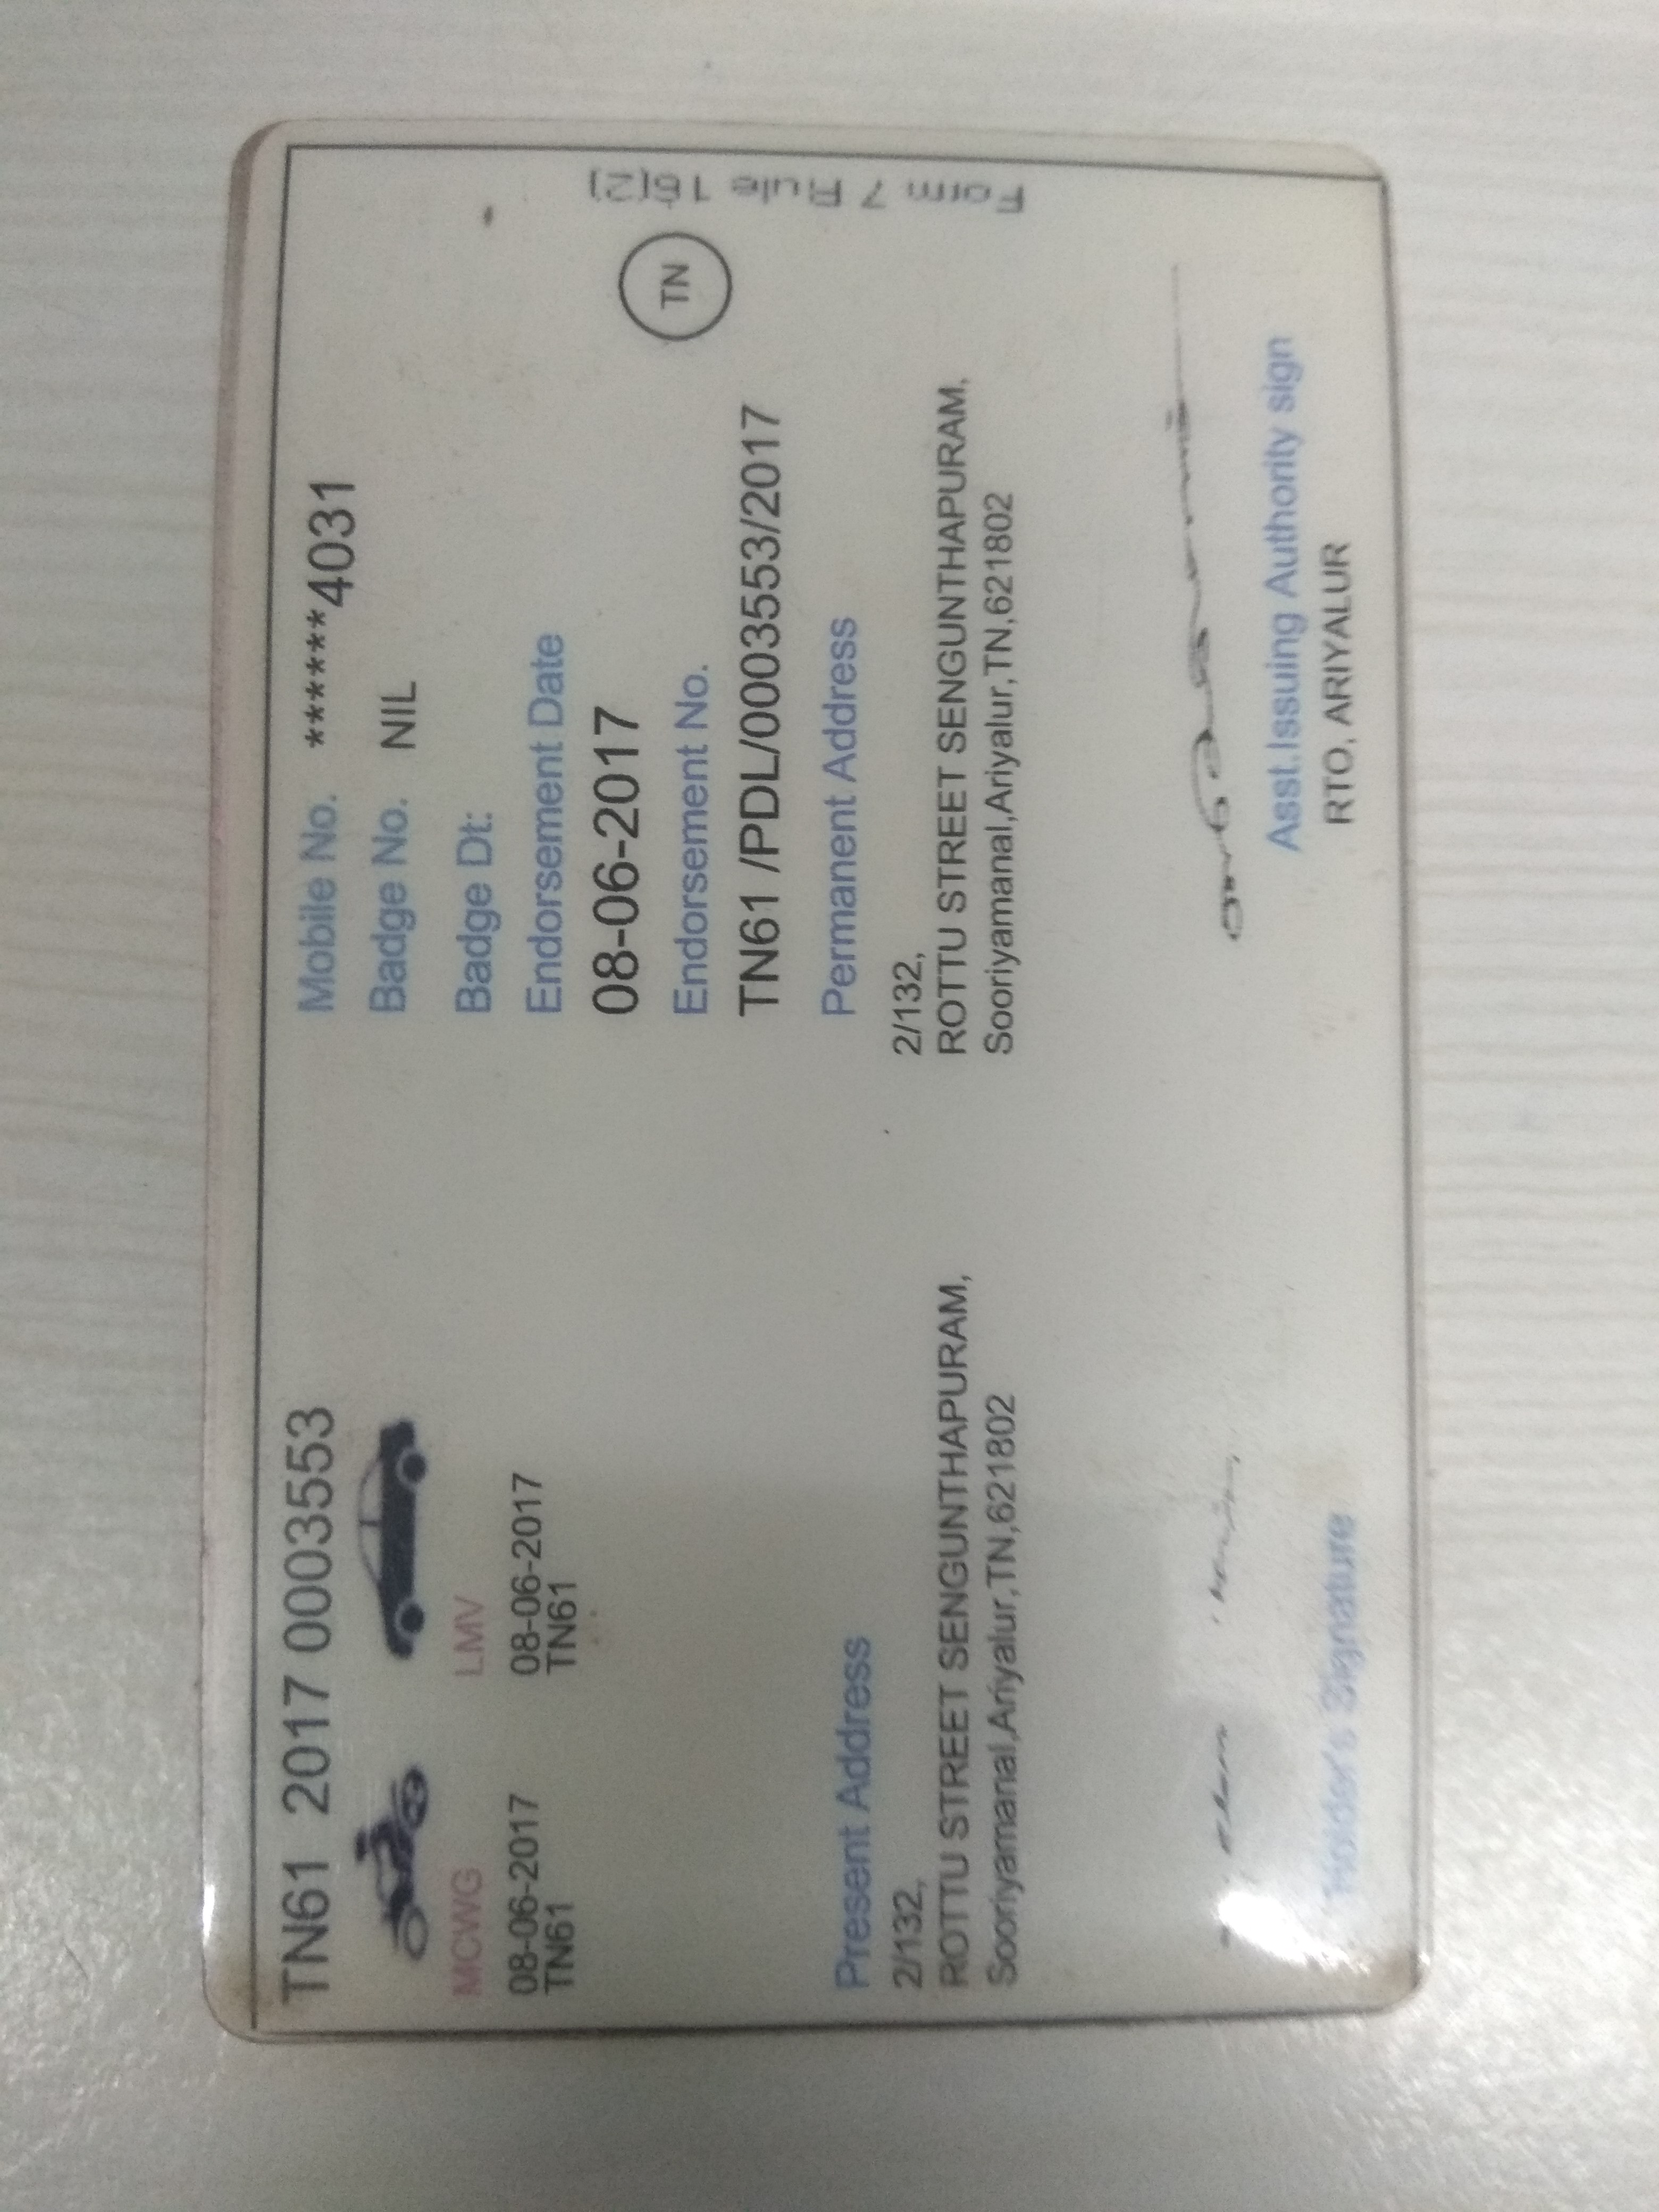 TN61 2017 0003553
MCWG LMV
08-06-2017 08-06-2017
TN61 TN61
Present Address
2/132,
ROTTU STREET SENGUNTHAPURAM,
Sooriyamanal,Ariyalur,TN,621802
Holder's Signature
Mobile No. ******4031
Badge No. NIL
Badge Dt:
Endorsement Date
08-06-2017
Endorsement No.
TN61 /PDL/0003553/2017
Permanent Address
2/132,
ROTTU STREET SENGUNTHAPURAM,
Sooriyamanal,Ariyalur,TN,621802
Asst.Issuing Authority sign
RTO, ARIYALUR
TN
Form 7 Rule 16(2)